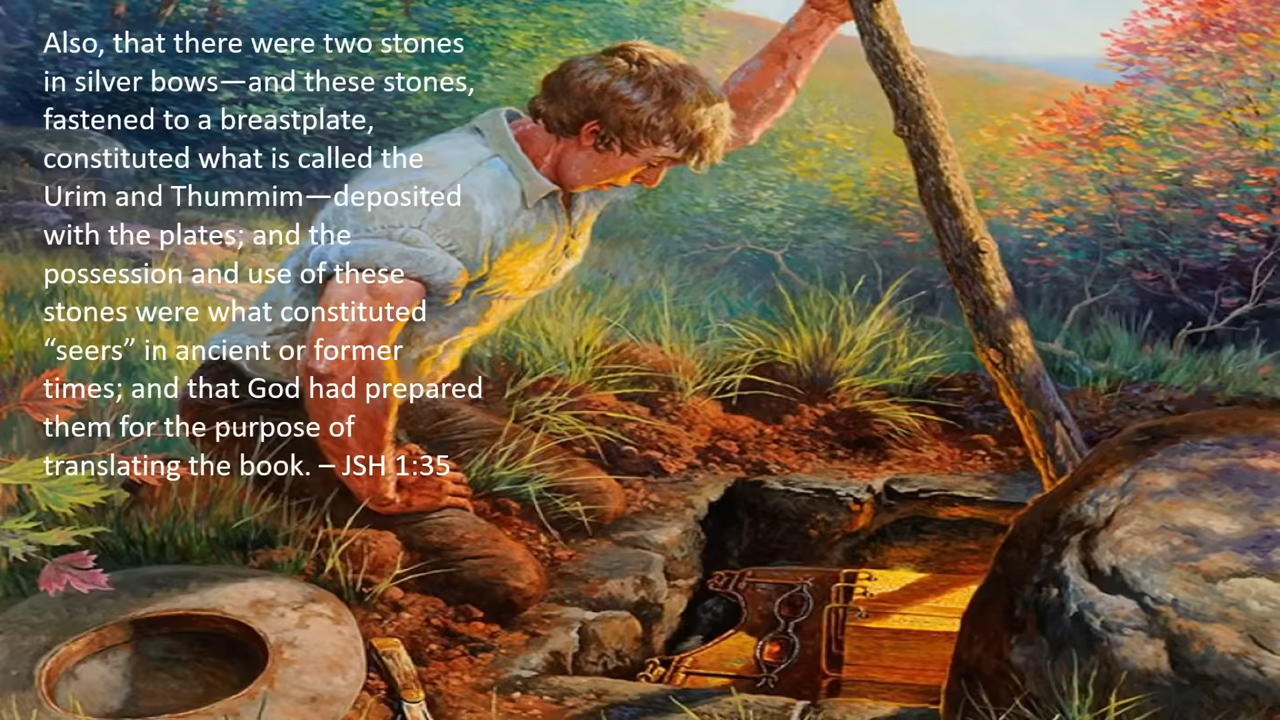 Also, that there were two stones
in silver bows—and these stones,
fastened to a breastplate,
constituted what is called the
Urim and Thummim—deposited
with the plates; and the
possession and use of these
stones were what constituted
“seers” in ancient or former
times; and that God had prepared
them for the purpose of
translating the book. – JSH 1:35